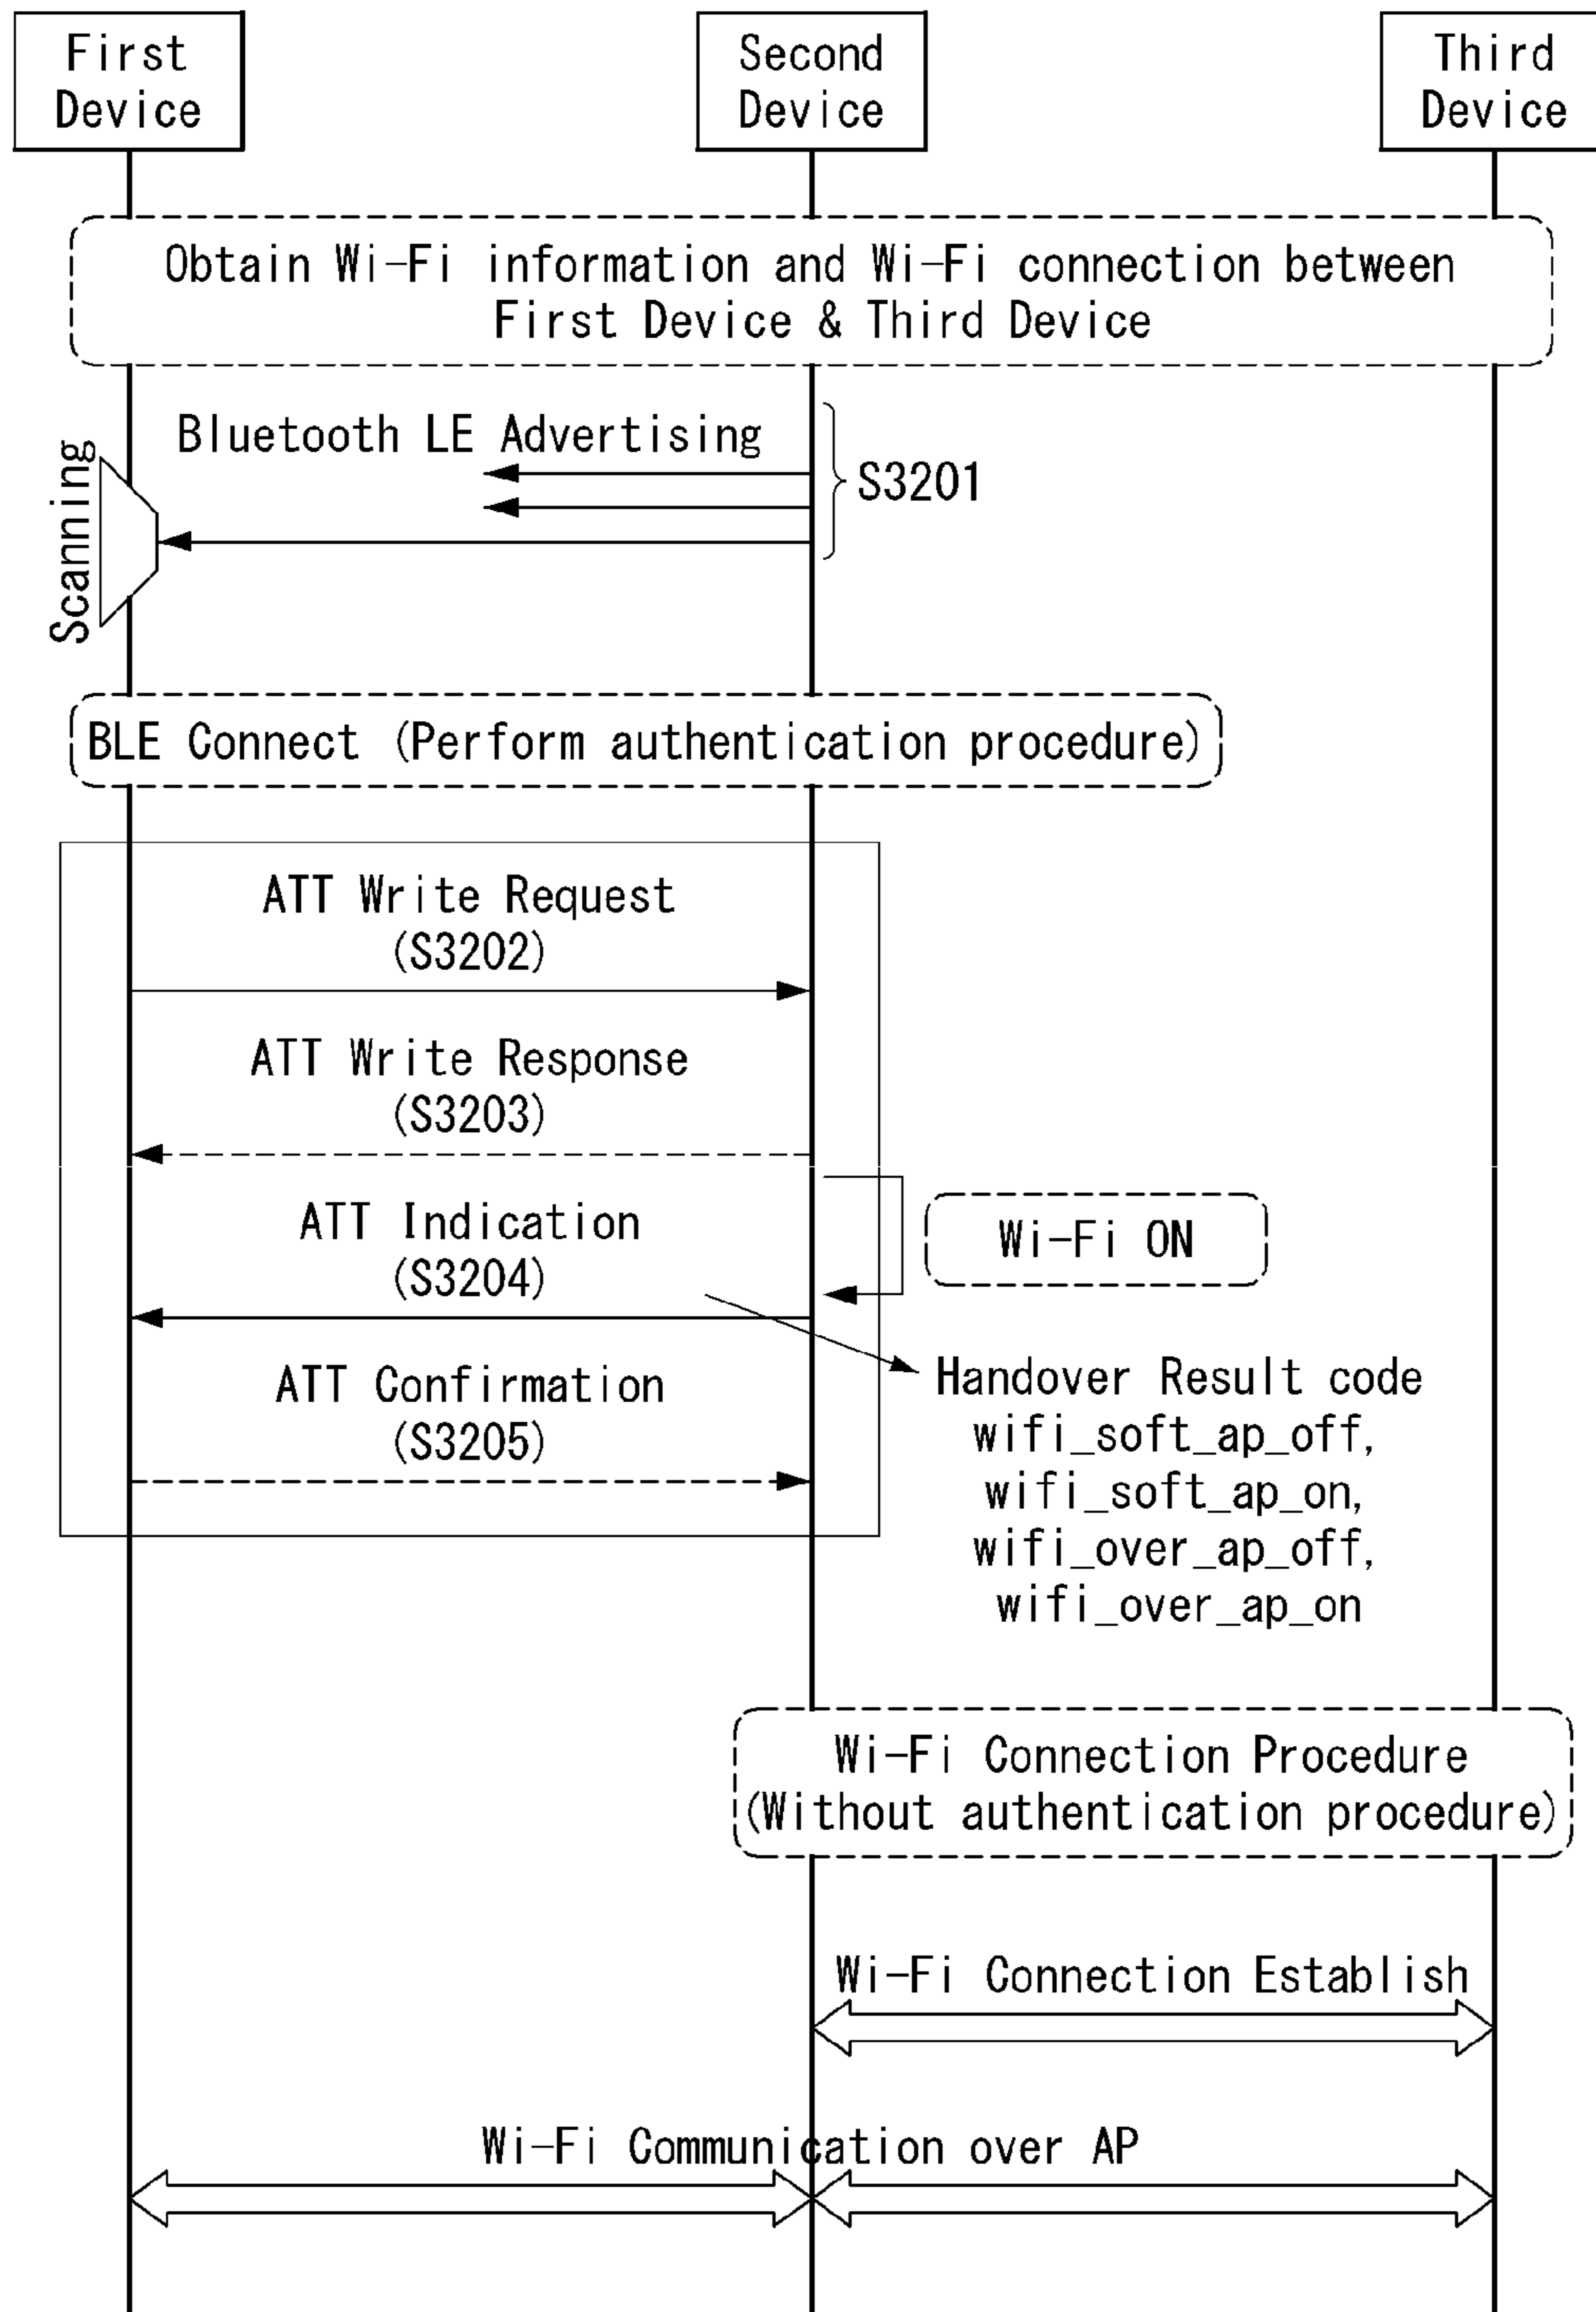 First
Device
Second
Device
Third
Device
Obtain Wi-Fi information and Wi-Fi connection between
First Device & Third Device
Bluetooth LE Advertising
S3201
Scanning
BLE Connect (Perform authentication procedure)
ATT Write Request
(S3202)
ATT Write Response
(S3203)
ATT Indication
(S3204)
Wi-Fi ON
ATT Confirmation
(S3205)
Handover Result code
wifi_soft_ap_off,
wifi_soft_ap_on,
wifi_over_ap_off,
wifi_over_ap_on
Wi-Fi Connection Procedure
(Without authentication procedure)
Wi-Fi Connection Establish
Wi-Fi Communication over AP